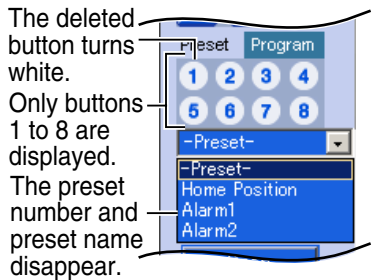 The deleted
button turns
white.
Only buttons
1 to 8 are
displayed.
The preset
number and
preset name
disappear.
Preset Program
1 2 3 4
5 6 7 8
-Preset-
-Preset-
Home Position
Alarm1
Alarm2